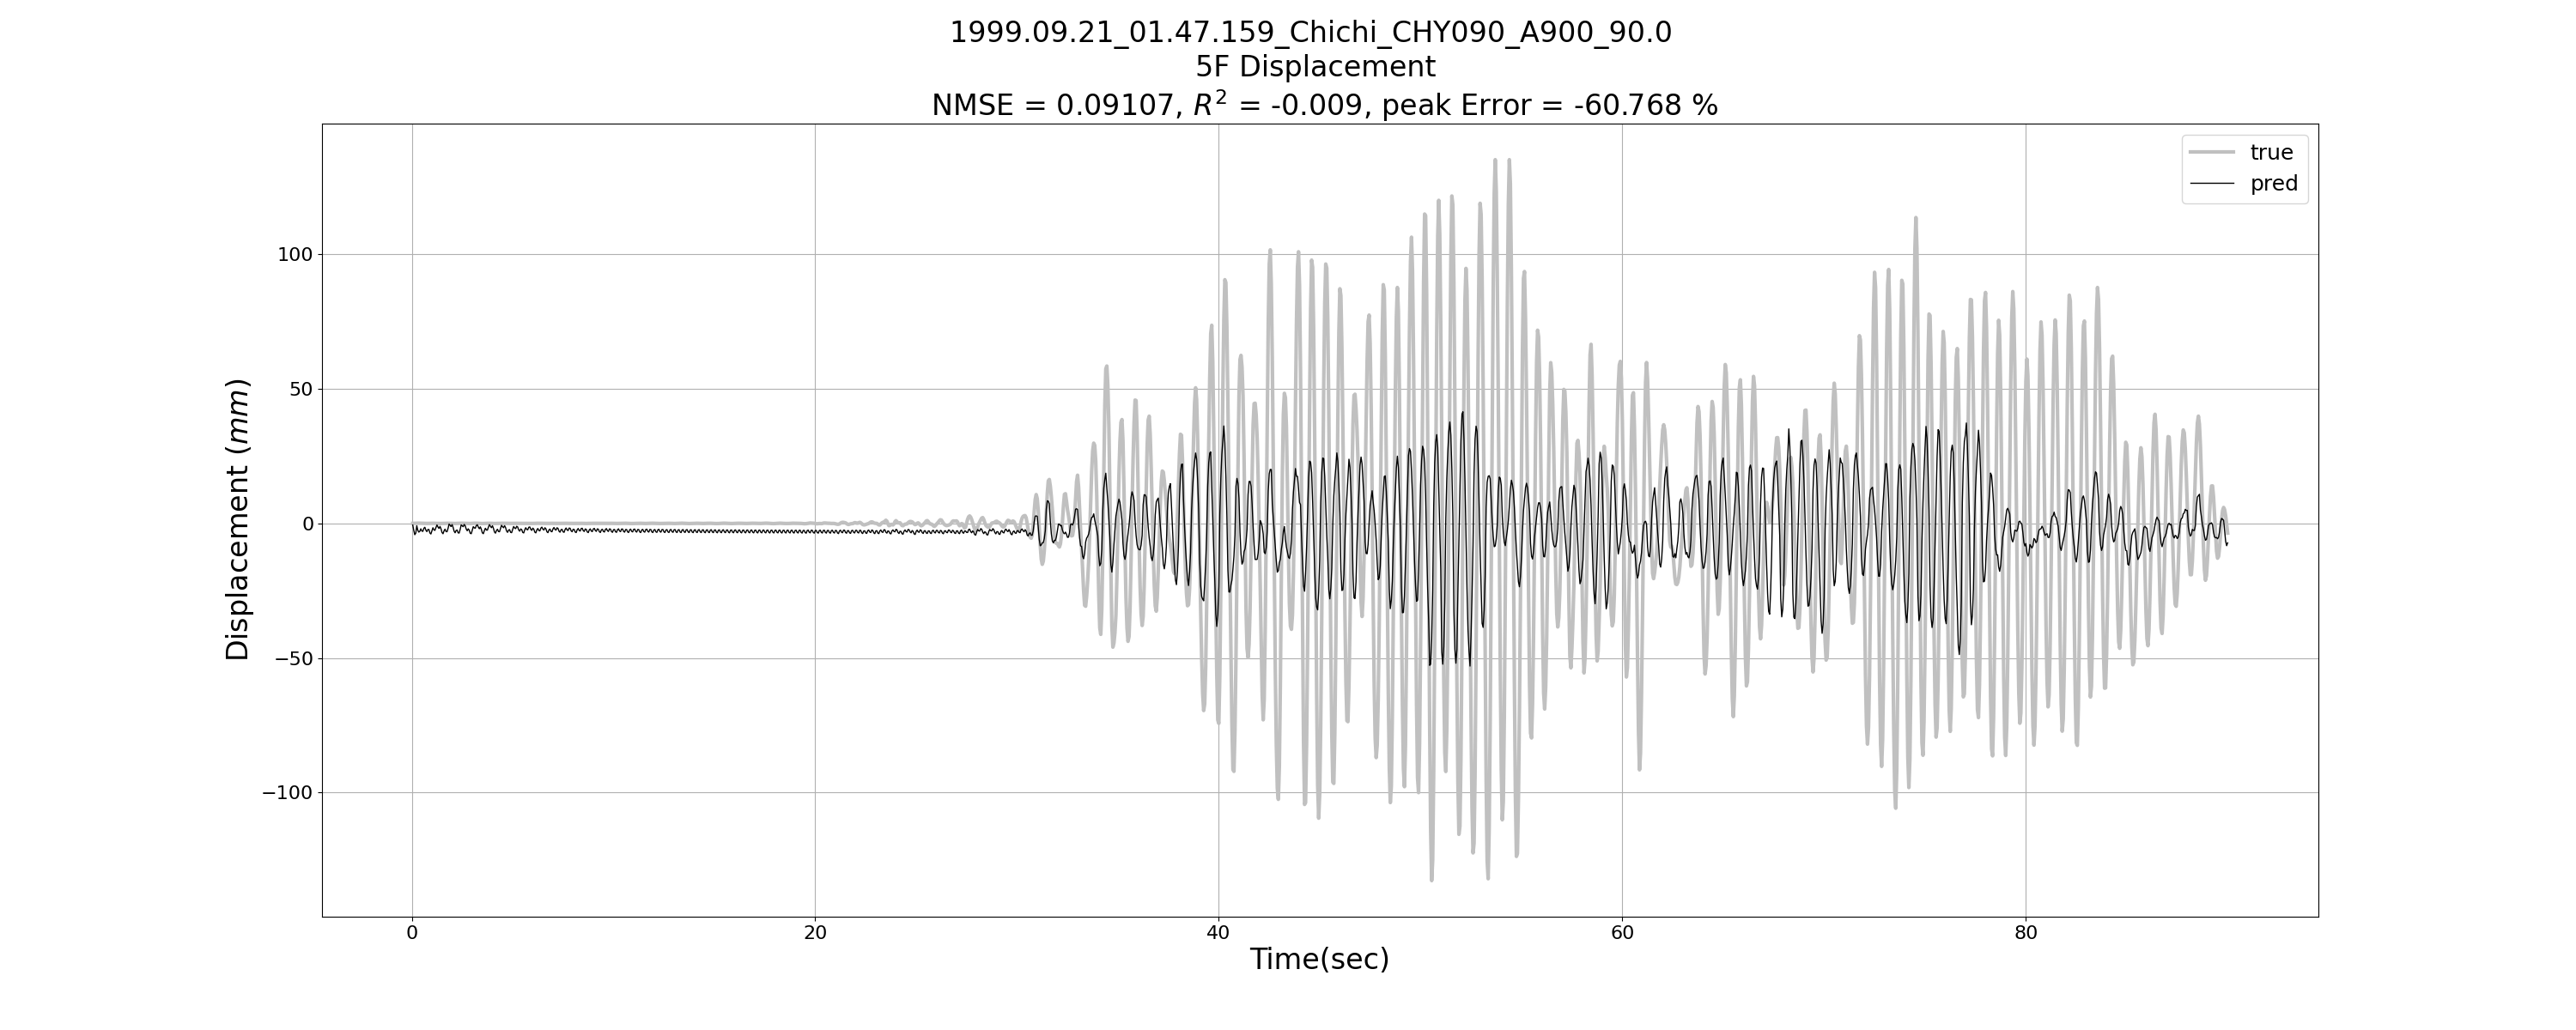 1999.09.21_01.47.159_Chichi_CHY090_A900_90.0
5F Displacement
NMSE = 0.09107, R² = -0.009, peak Error = -60.768 %
true
pred
Displacement (mm)
100
50
0
−50
−100
0 20 40 60 80
Time(sec)